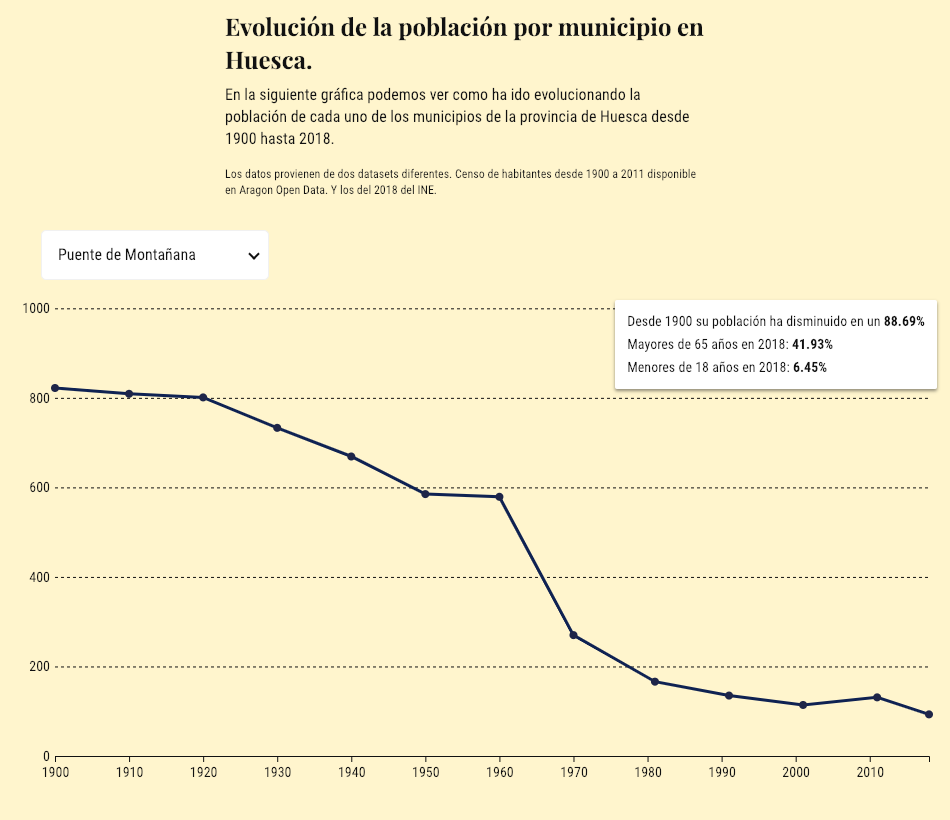 Evolución de la población por municipio en
Huesca.
En la siguiente gráfica podemos ver como ha ido evolucionando la
población de cada uno de los municipios de la provincia de Huesca desde
1900 hasta 2018.
Los datos provienen de dos datasets diferentes. Censo de habitantes desde 1900 a 2011 disponible
en Aragon Open Data. Y los del 2018 del INE.
Puente de Montañana
Desde 1900 su población ha disminuido en un 88.69%
Mayores de 65 años en 2018: 41.93%
Menores de 18 años en 2018: 6.45%
1000
800
600
400
200
0
1900 1910 1920 1930 1940 1950 1960 1970 1980 1990 2000 2010